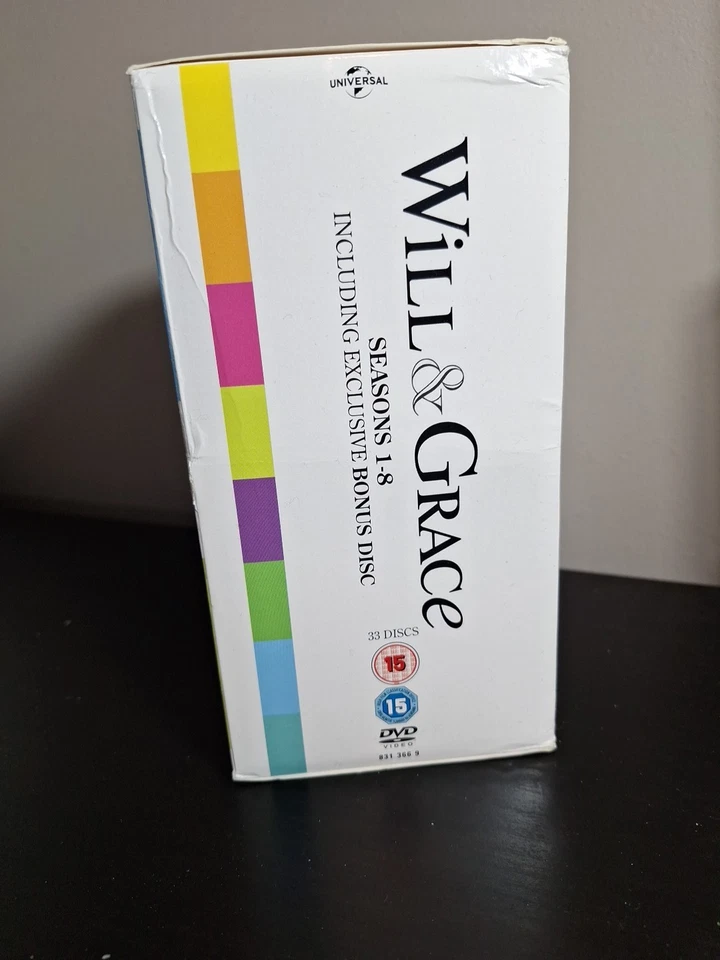 UNIVERSAL
WiLL & GRACe
SEASONS 1-8
INCLUDING EXCLUSIVE BONUS DISC
33 DISCS
15
15
DVD
VIDEO
831 366 9